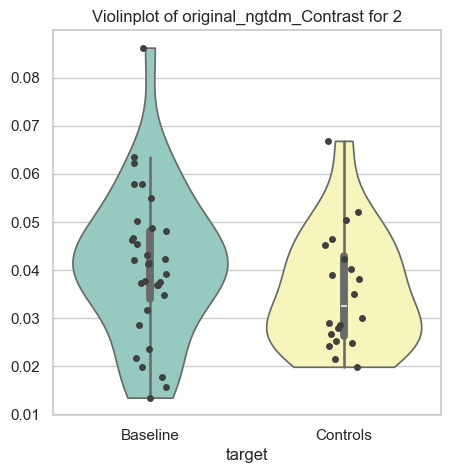 Violinplot of original_ngtdm_Contrast for 2
0.08
0.07
0.06
0.05
0.04
0.03
0.02
0.01
Baseline
Controls
target